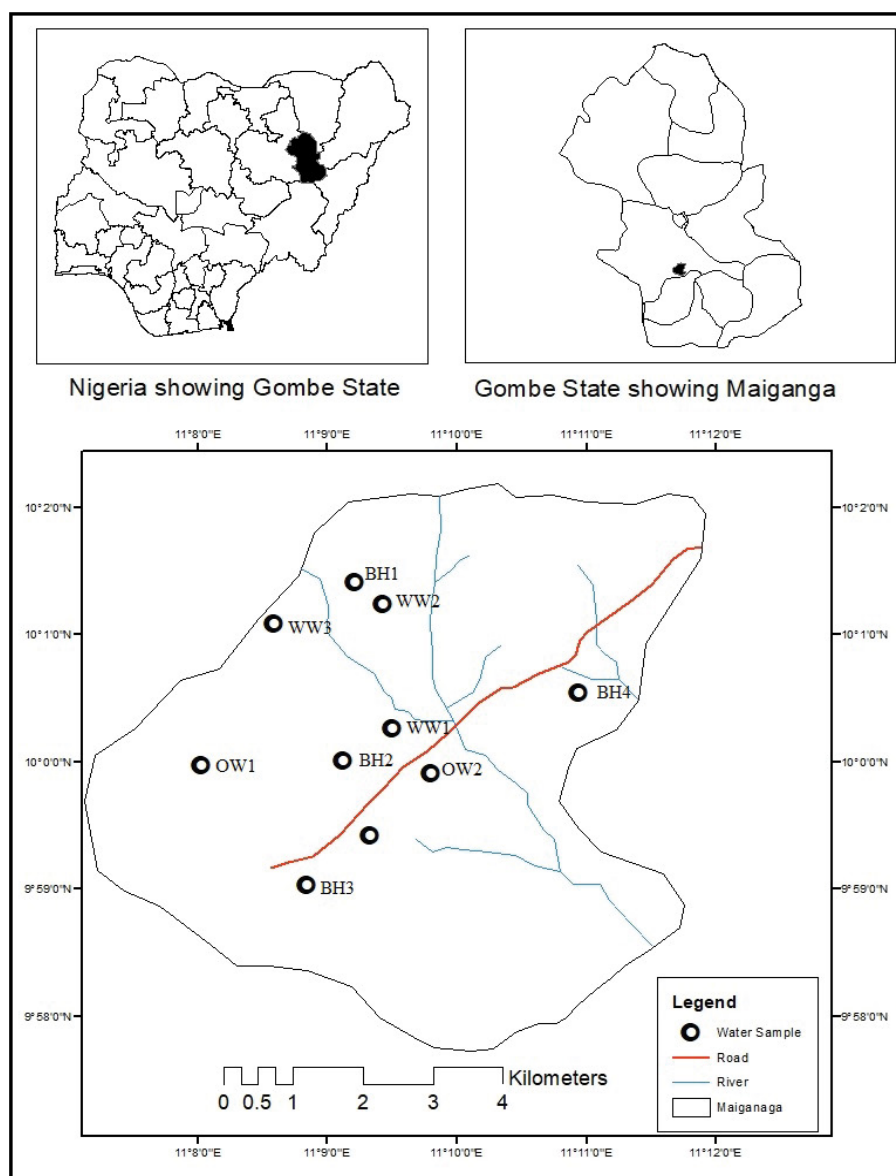 Nigeria showing Gombe State
Gombe State showing Maiganga
11°8'0"E 11°9'0"E 11°10'0"E 11°11'0"E 11°12'0"E
10°2'0"N 10°2'0"N
BH1
WW2
WW3
10°1'0"N 10°1'0"N
BH4
WW1
BH2
OW1
OW2
10°0'0"N 10°0'0"N
BH3
9°59'0"N 9°59'0"N
Legend
Water Sample
9°58'0"N 9°58'0"N
Road
Kilometers
River
0 0.5 1 2 3 4
Maiganaga
11°8'0"E 11°9'0"E 11°10'0"E 11°11'0"E 11°12'0"E